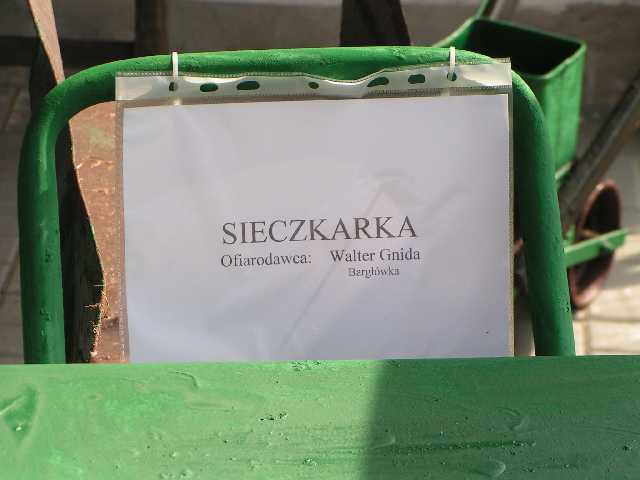 SIECZKARKA
Ofiarodawca: Walter Gnida
Bargłówka